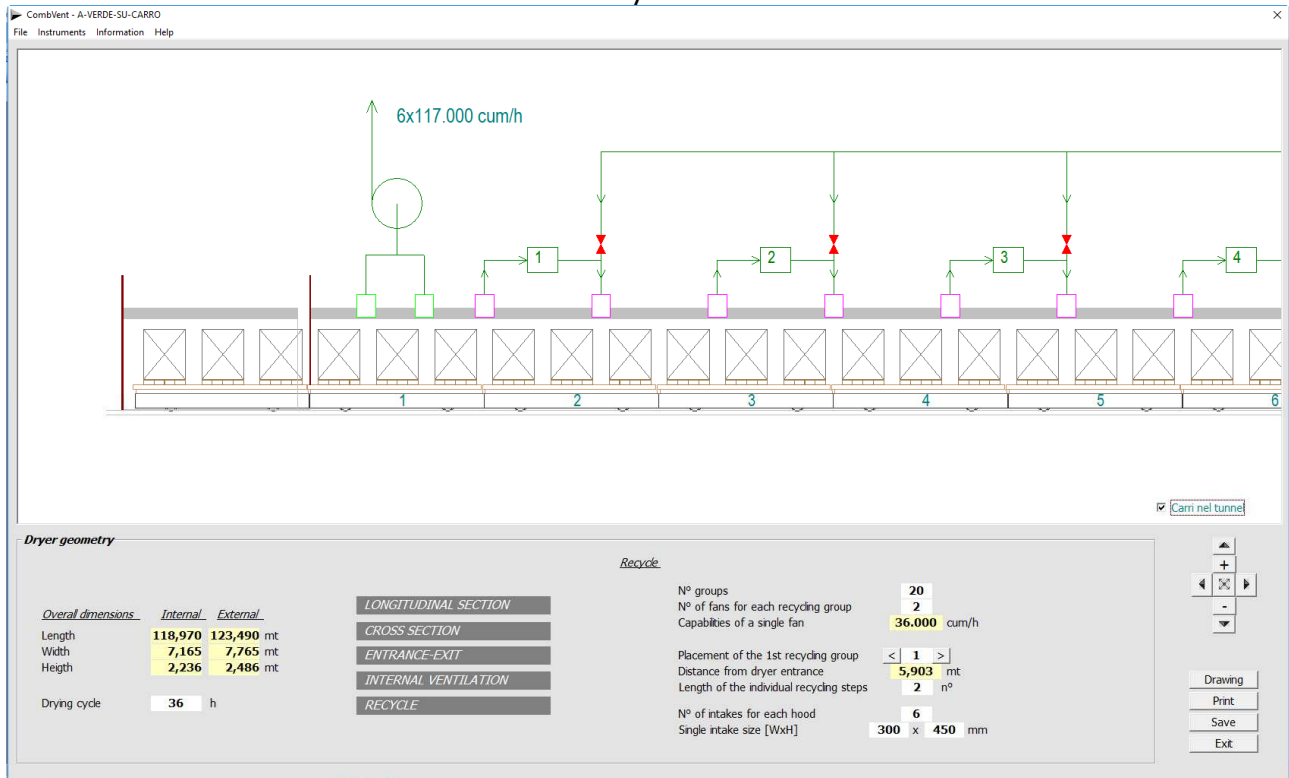 CombVent - A-VERDE-SU-CARRO
File Instruments Information Help
6x117.000 cum/h
1 2 3 4
1 2 3 4 5 6
Carri nel tunnel
Dryer geometry
Recycle
Overall dimensions Internal External
Length 118,970 123,490 mt
Width 7,165 7,765 mt
Heigth 2,236 2,486 mt
Drying cycle 36 h
LONGITUDINAL SECTION
CROSS SECTION
ENTRANCE-EXIT
INTERNAL VENTILATION
RECYCLE
N° groups 20
N° of fans for each recyding group 2
Capabilities of a single fan 36.000 cum/h
Placement of the 1st recyding group < 1 >
Distance from dryer entrance 5,903 mt
Length of the individual recyding steps 2 n°
N° of intakes for each hood 6
Single intake size [WxH] 300 x 450 mm
+
-
Drawing
Print
Save
Exit